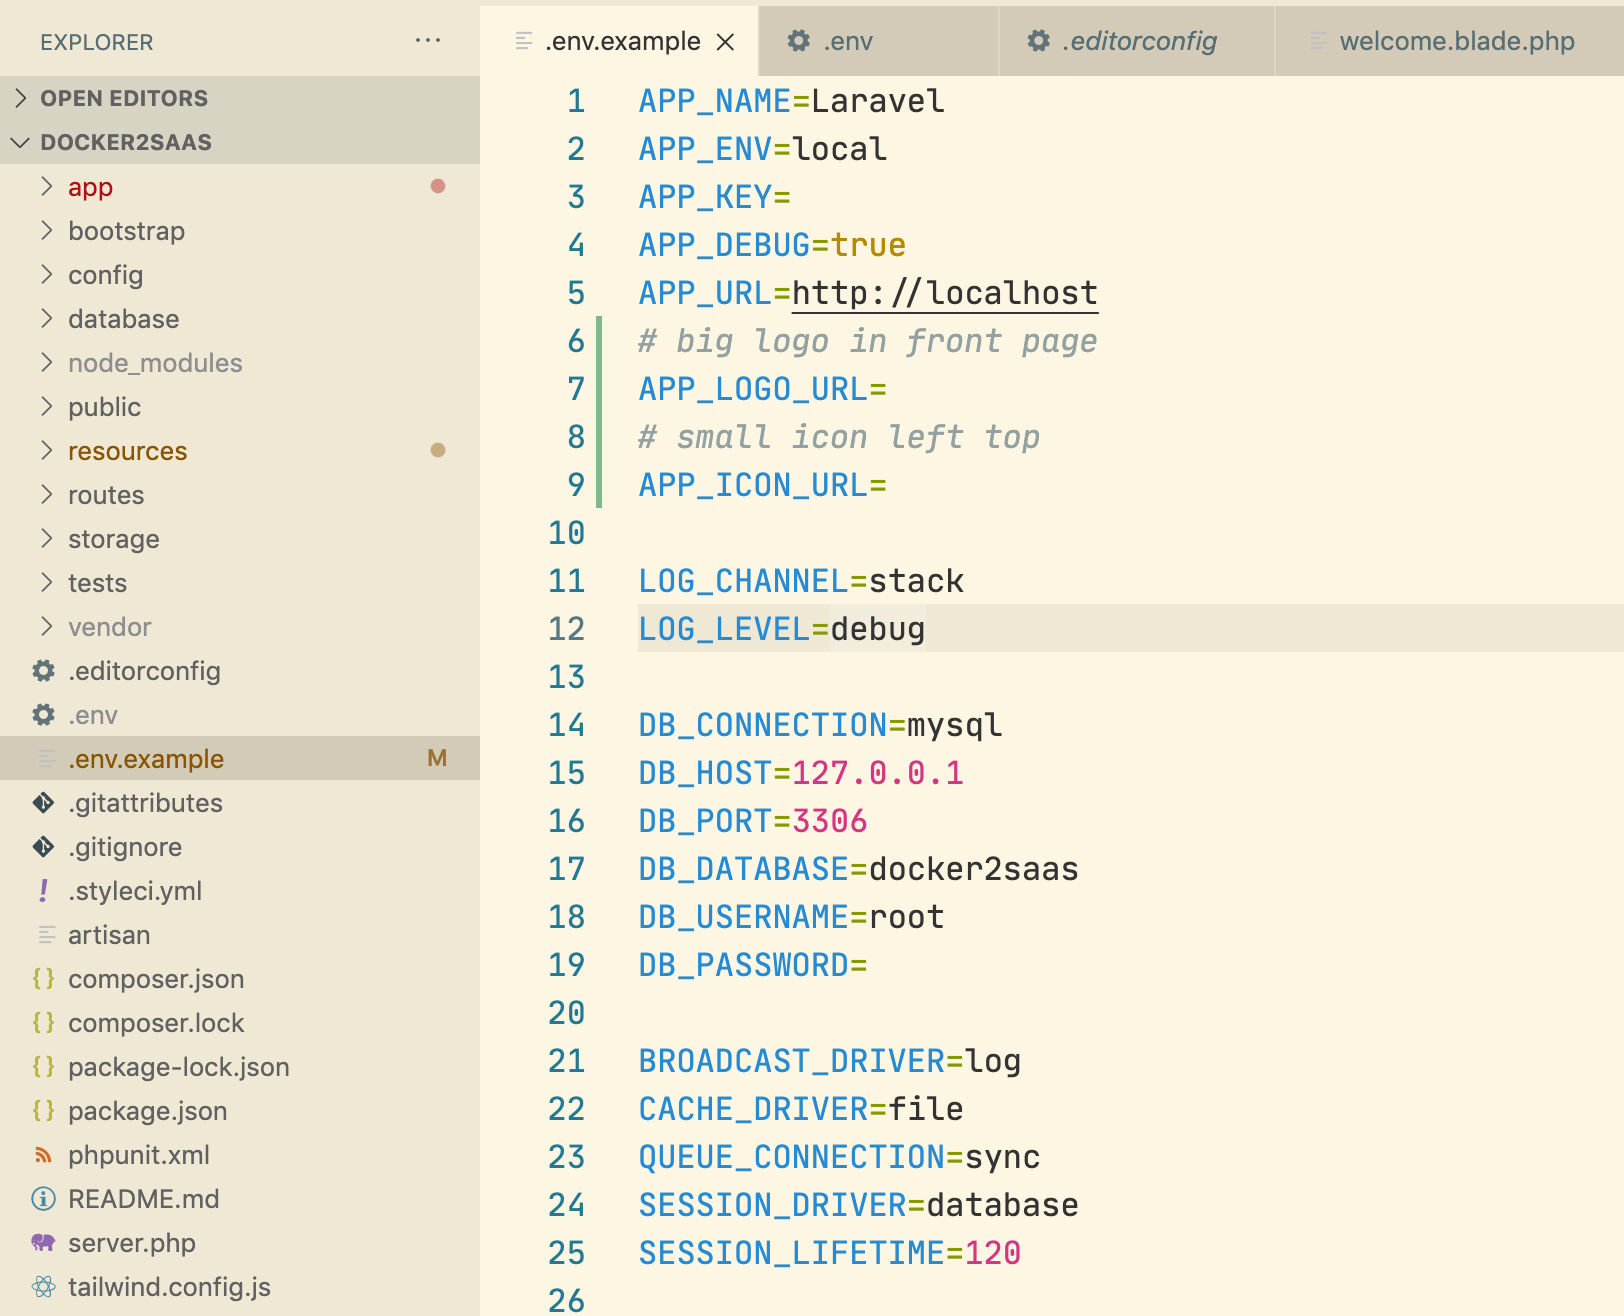 EXPLORER
OPEN EDITORS
DOCKER2SAAS
app
bootstrap
config
database
node_modules
public
resources
routes
storage
tests
vendor
.editorconfig
.env
.env.example M
.gitattributes
.gitignore
! .styleci.yml
artisan
{} composer.json
{} composer.lock
{} package-lock.json
{} package.json
phpunit.xml
README.md
server.php
tailwind.config.js
.env.example
.env
.editorconfig
welcome.blade.php
1 APP_NAME=Laravel
2 APP_ENV=local
3 APP_KEY=
4 APP_DEBUG=true
5 APP_URL=http://localhost
6 # big logo in front page
7 APP_LOGO_URL=
8 # small icon left top
9 APP_ICON_URL=
10
11 LOG_CHANNEL=stack
12 LOG_LEVEL=debug
13
14 DB_CONNECTION=mysql
15 DB_HOST=127.0.0.1
16 DB_PORT=3306
17 DB_DATABASE=docker2saas
18 DB_USERNAME=root
19 DB_PASSWORD=
20
21 BROADCAST_DRIVER=log
22 CACHE_DRIVER=file
23 QUEUE_CONNECTION=sync
24 SESSION_DRIVER=database
25 SESSION_LIFETIME=120
26